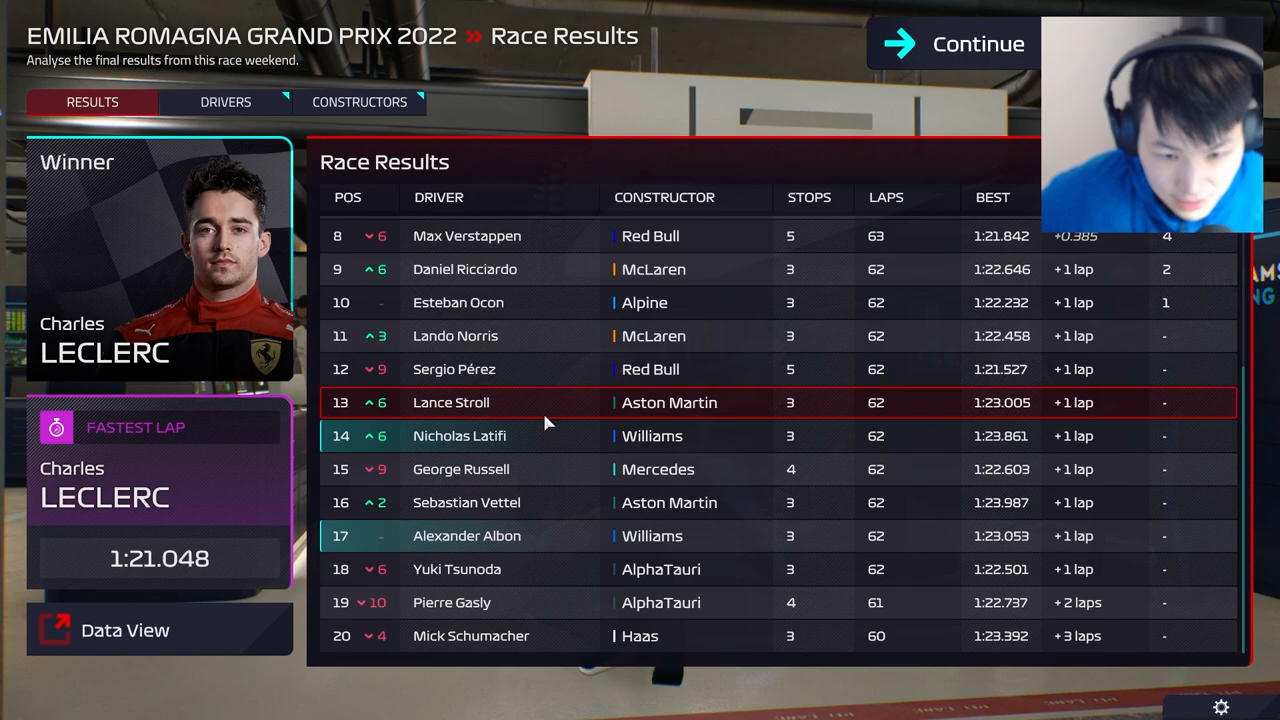 EMILIA ROMAGNA GRAND PRIX 2022 » Race Results
Analyse the final results from this race weekend.
Continue
RESULTS DRIVERS CONSTRUCTORS
Winner
Charles
LECLERC
FASTEST LAP
Charles
LECLERC
1:21.048
Data View
Race Results
POS DRIVER CONSTRUCTOR STOPS LAPS BEST
8 6 Max Verstappen Red Bull 5 63 1:21.842 +0.385 4
9 6 Daniel Ricciardo McLaren 3 62 1:22.646 +1 lap 2
10 - Esteban Ocon Alpine 3 62 1:22.232 +1 lap 1
11 3 Lando Norris McLaren 3 62 1:22.458 +1 lap -
12 9 Sergio Pérez Red Bull 5 62 1:21.527 +1 lap -
13 6 Lance Stroll Aston Martin 3 62 1:23.005 +1 lap -
14 6 Nicholas Latifi Williams 3 62 1:23.861 +1 lap -
15 9 George Russell Mercedes 4 62 1:22.603 +1 lap -
16 2 Sebastian Vettel Aston Martin 3 62 1:23.987 +1 lap -
17 - Alexander Albon Williams 3 62 1:23.053 +1 lap -
18 6 Yuki Tsunoda AlphaTauri 3 62 1:22.501 +1 lap -
19 10 Pierre Gasly AlphaTauri 4 61 1:22.737 +2 laps -
20 4 Mick Schumacher Haas 3 60 1:23.392 +3 laps -